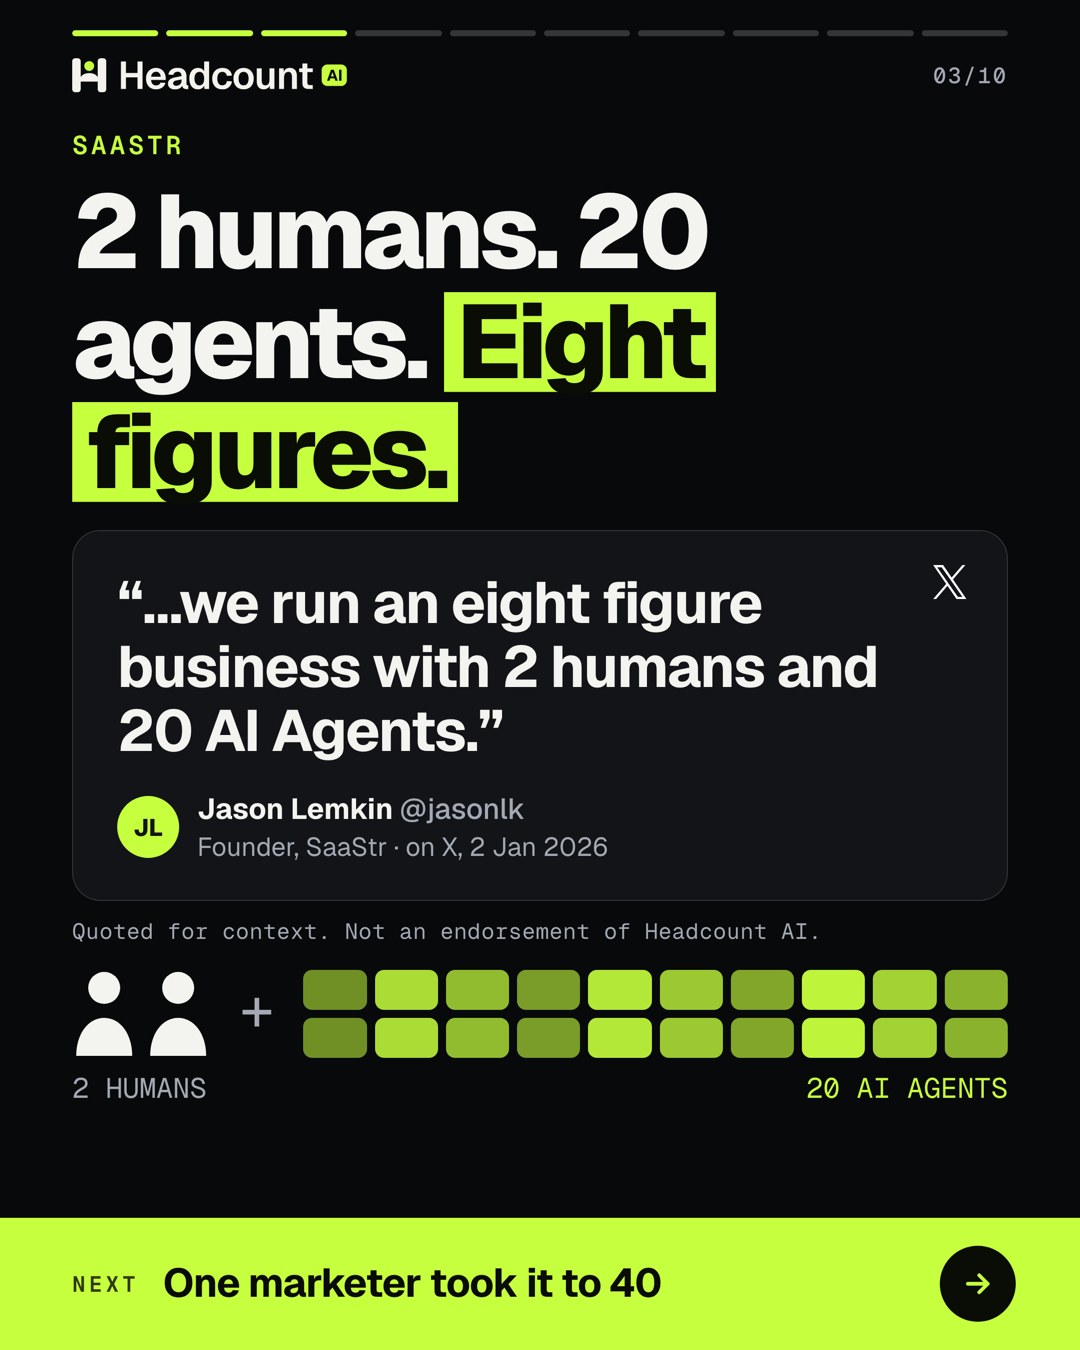 Headcount AI
03/10
SAASTR
2 humans. 20
agents. Eight
figures.
“...we run an eight figure
business with 2 humans and
20 AI Agents.”
JL
Jason Lemkin @jasonlk
Founder, SaaStr · on X, 2 Jan 2026
Quoted for context. Not an endorsement of Headcount AI.
+
2 HUMANS
20 AI AGENTS
NEXT One marketer took it to 40